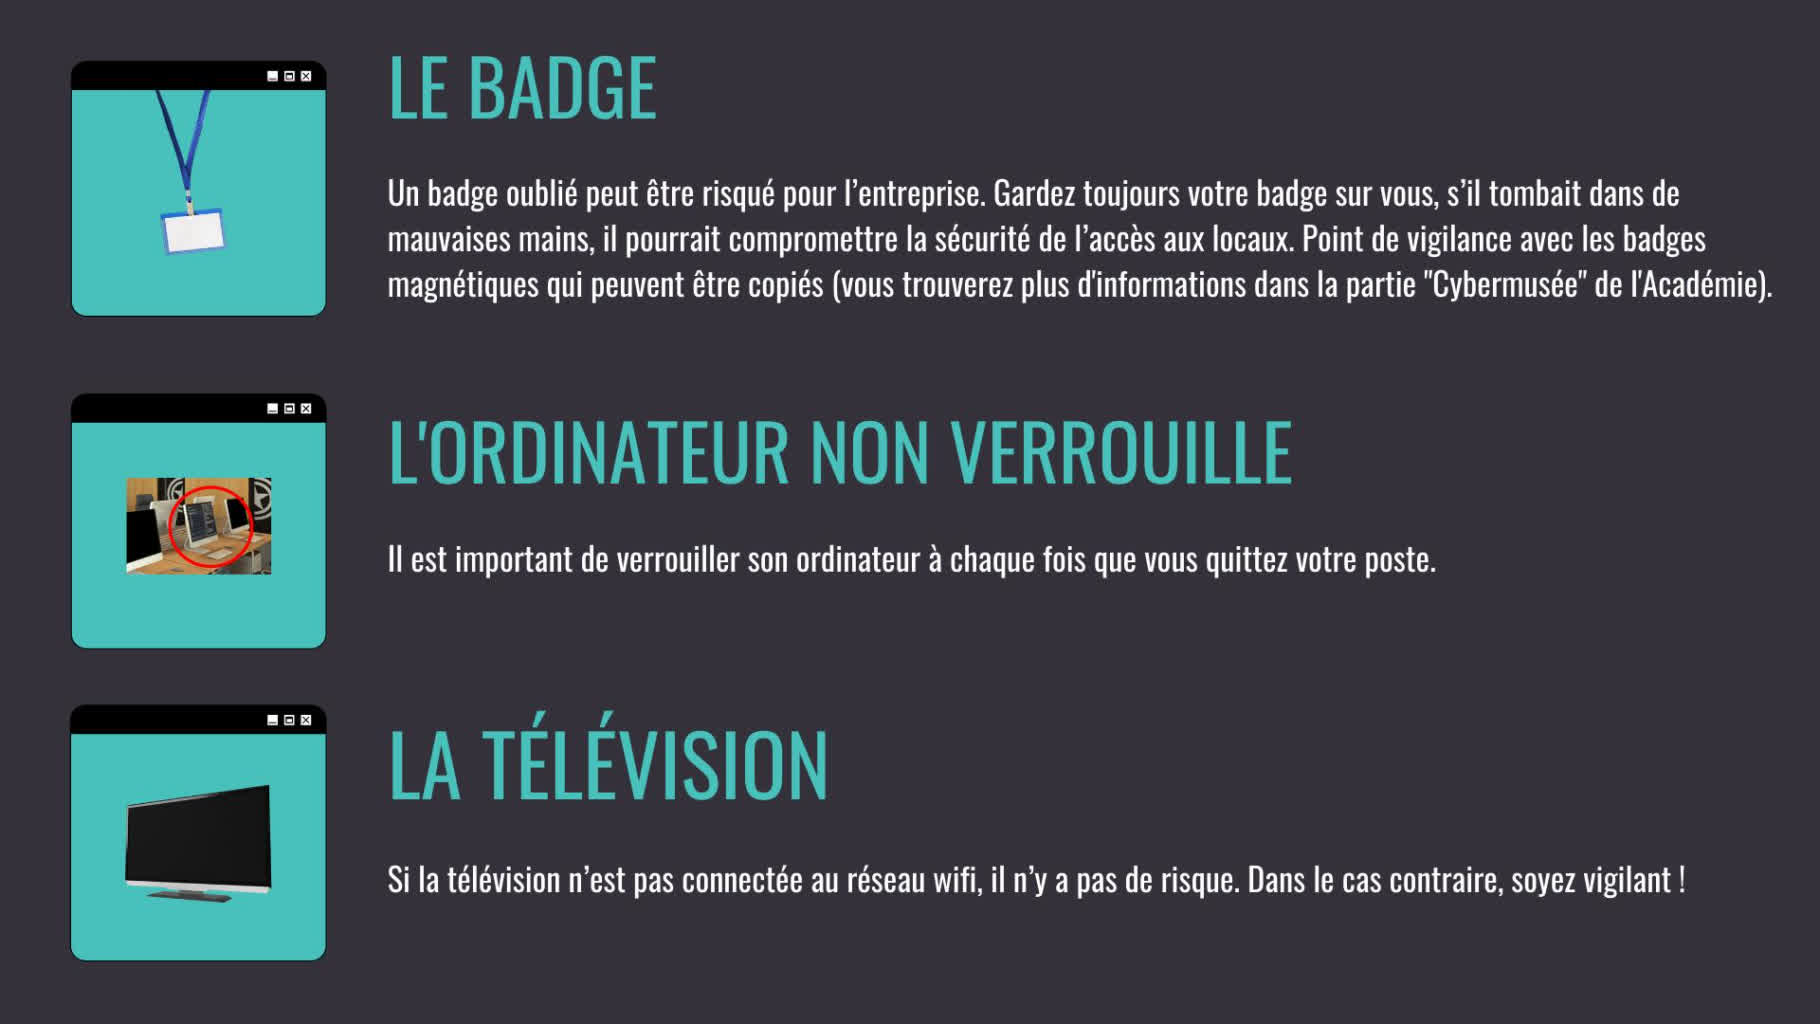 LE BADGE
Un badge oublié peut être risqué pour l’entreprise. Gardez toujours votre badge sur vous, s’il tombait dans de
mauvaises mains, il pourrait compromettre la sécurité de l’accès aux locaux. Point de vigilance avec les badges
magnétiques qui peuvent être copiés (vous trouverez plus d'informations dans la partie "Cybermusée" de l'Académie).
L'ORDINATEUR NON VERROUILLE
Il est important de verrouiller son ordinateur à chaque fois que vous quittez votre poste.
LA TÉLÉVISION
Si la télévision n’est pas connectée au réseau wifi, il n’y a pas de risque. Dans le cas contraire, soyez vigilant !